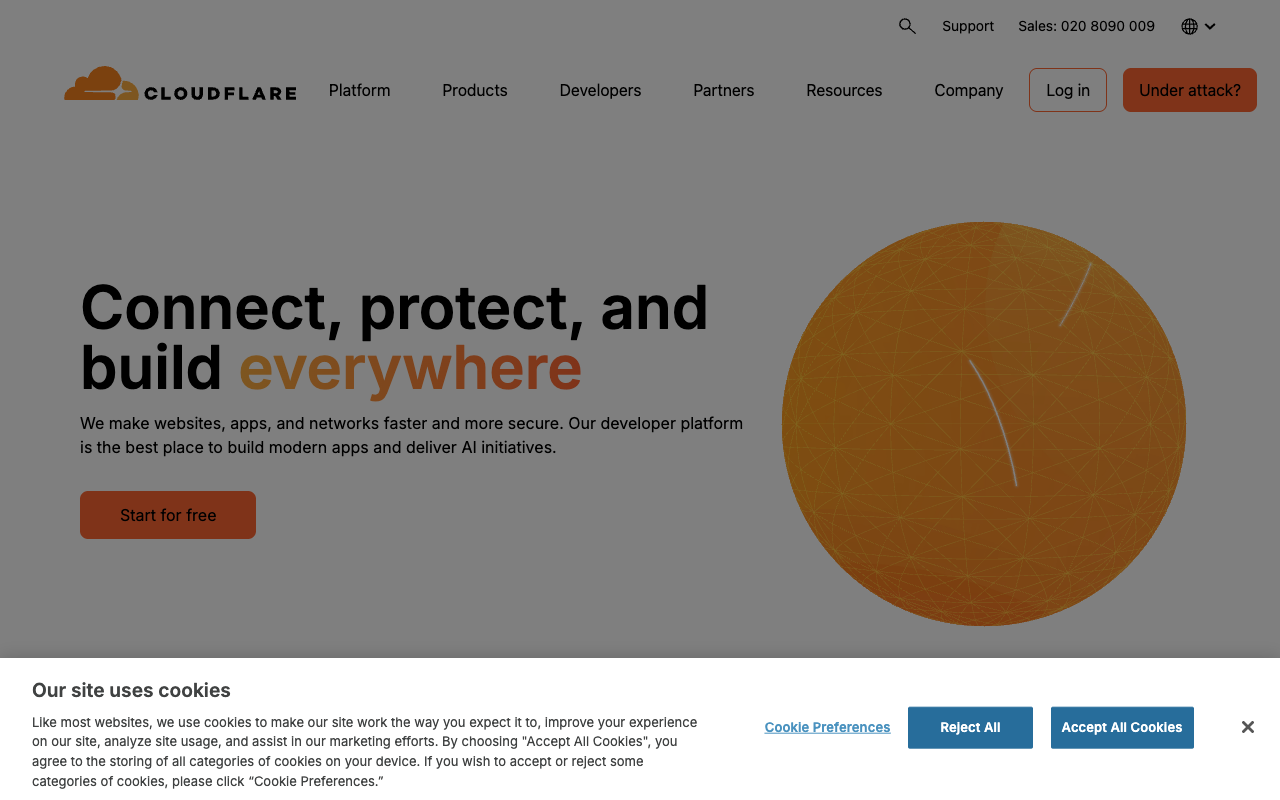 Support Sales: 020 8090 009
CLOUDFLARE Platform Products Developers Partners Resources Company Log in Under attack?
Connect, protect, and
build everywhere
We make websites, apps, and networks faster and more secure. Our developer platform
is the best place to build modern apps and deliver AI initiatives.
Start for free
Our site uses cookies
Like most websites, we use cookies to make our site work the way you expect it to, improve your experience
on our site, analyze site usage, and assist in our marketing efforts. By choosing "Accept All Cookies", you
agree to the storing of all categories of cookies on your device. If you wish to accept or reject some
categories of cookies, please click “Cookie Preferences.”
Cookie Preferences Reject All Accept All Cookies